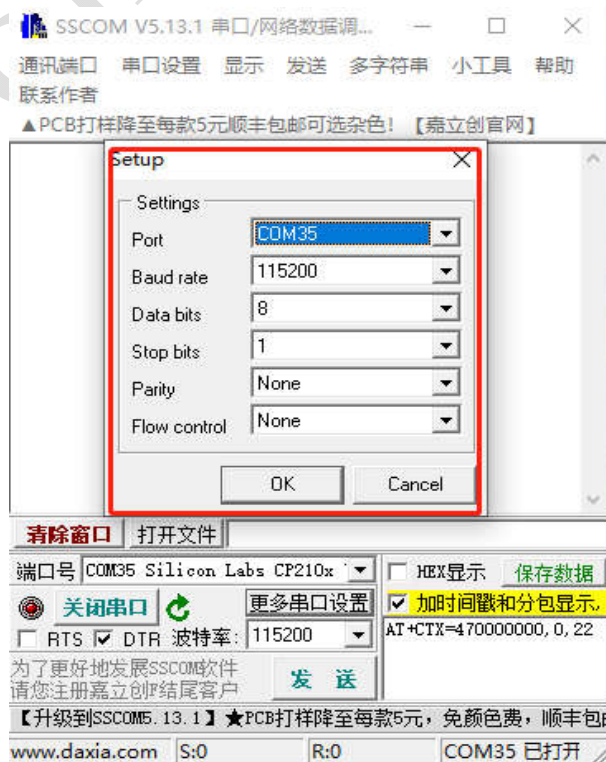 SSCOM V5.13.1 串口/网络数据调...
通讯端口 串口设置 显示 发送 多字符串 小工具 帮助
联系作者
▲PCB打样降至每款5元顺丰包邮可选杂色！【嘉立创官网】
Setup
Settings
Port COM35
Baud rate 115200
Data bits 8
Stop bits 1
Parity None
Flow control None
OK Cancel
清除窗口 打开文件
端口号 COM35 Silicon Labs CP210x HEX显示 保存数据
关闭串口 更多串口设置 加时间戳和分包显示,
RTS DTR 波特率: 115200 AT+CTX=470000000,0,22
为了更好地发展SSCOM软件
请您注册嘉立创F结尾客户 发 送
【升级到SSCOM5.13.1】★PCB打样降至每款5元，免颜色费，顺丰包
www.daxia.com S:0 R:0 COM35 已打开